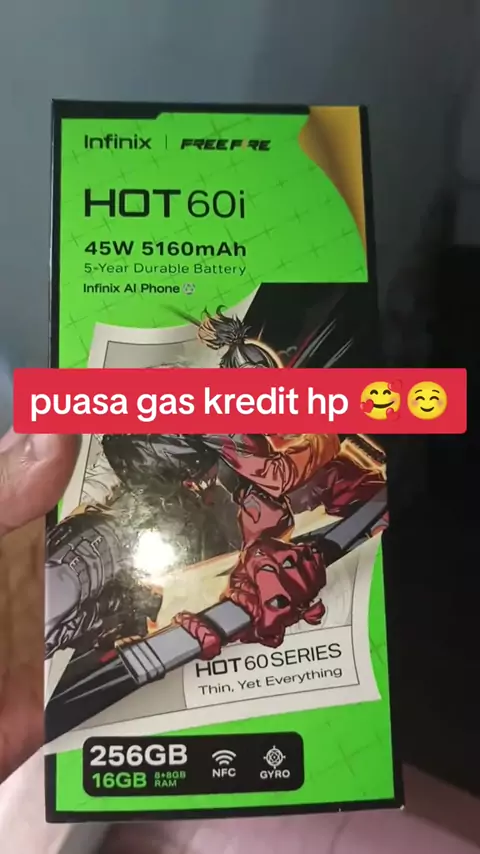 Infinix | FREE FIRE
HOT 60i
45W 5160mAh
5-Year Durable Battery
Infinix AI Phone
puasa gas kredit hp 🥰☺️
HOT 60 SERIES
Thin, Yet Everything
256GB
16GB 8+8GB RAM
NFC
GYRO